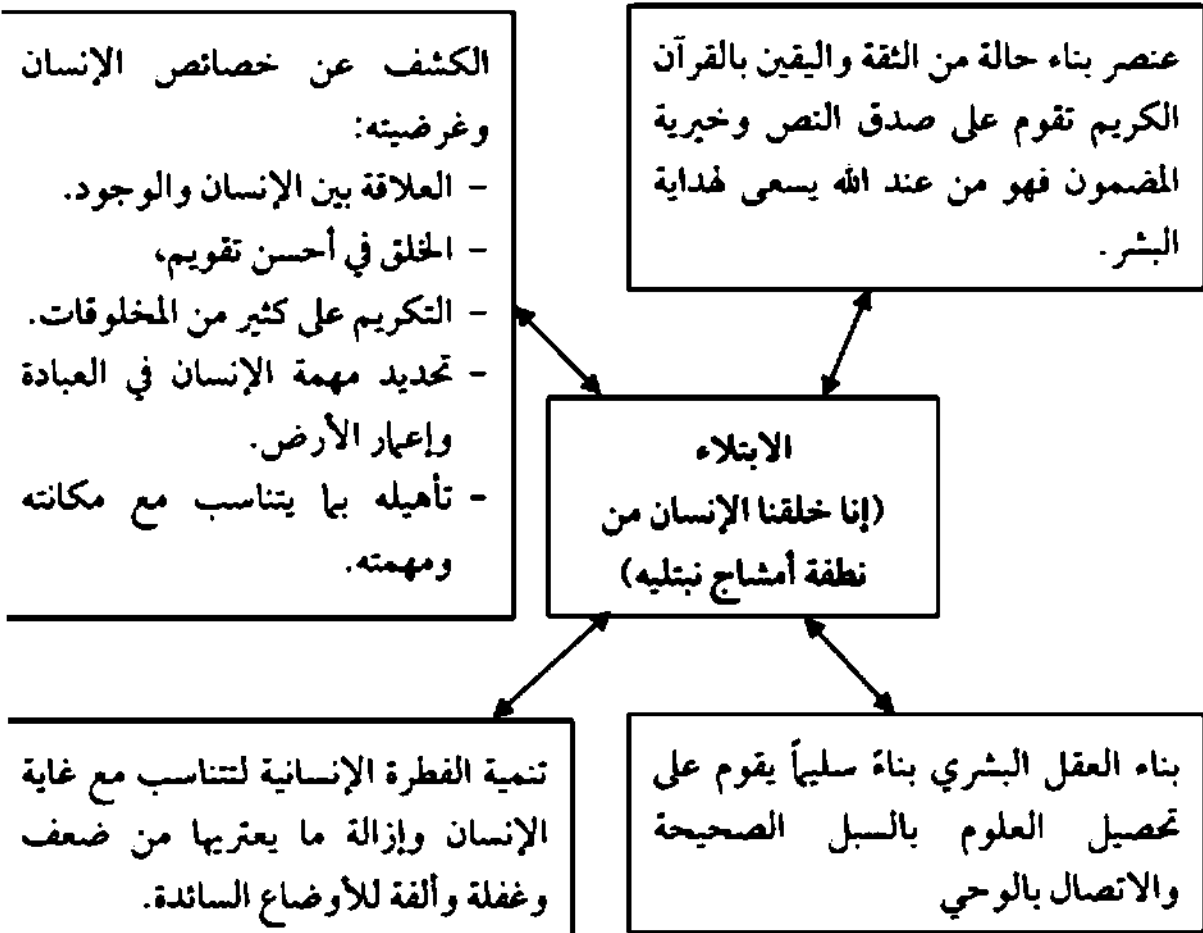 عنصر بناء حالة من الثقة واليقين بالقرآن
الكريم تقوم على صدق النص وخيرية
المضمون فهو من عند الله يسعى لهداية
البشر.
الكشف عن خصائص الإنسان
وغرضيته:
- العلاقة بين الإنسان والوجود.
- الخلق في أحسن تقويم،
- التكريم على كثير من المخلوقات.
- تحديد مهمة الإنسان في العبادة
وإعمار الأرض.
- تأهيله بما يتناسب مع مكانته
ومهمته.
الابتلاء
(إنا خلقنا الإنسان من
نطفة أمشاج نبتليه)
بناء العقل البشري بناءً سليماً يقوم على
تحصيل العلوم بالسبل الصحيحة
والاتصال بالوحي
تنمية الفطرة الإنسانية لتتناسب مع غاية
الإنسان وإزالة ما يعتريها من ضعف
وغفلة وألفة للأوضاع السائدة.